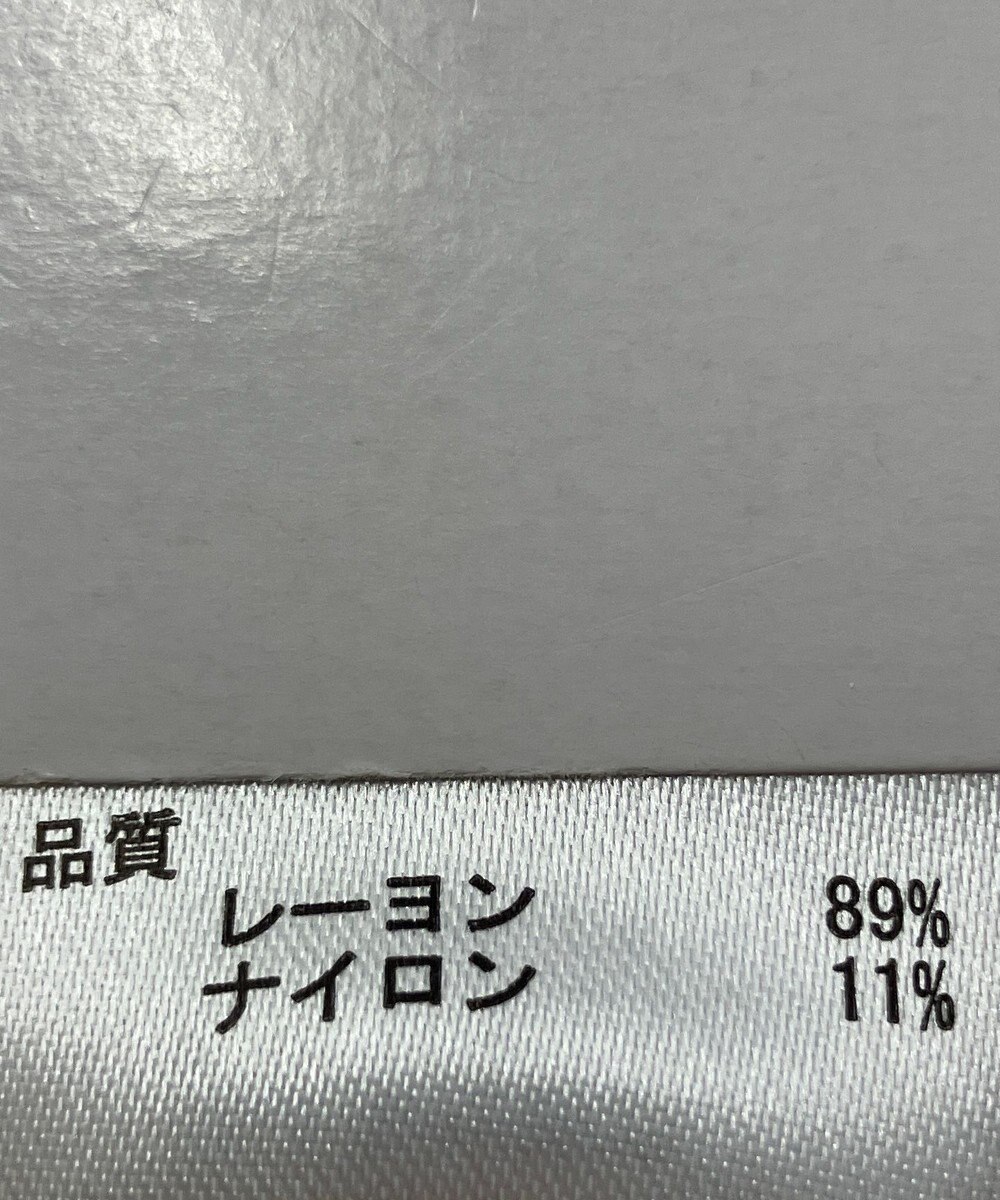 品質
レーヨン 89%
ナイロン 11%